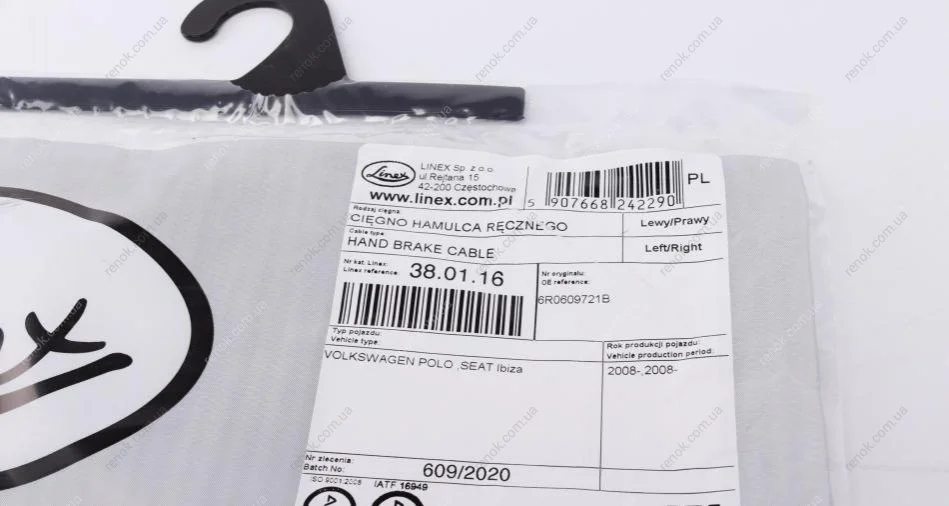 Linex
LINEX Sp. z o.o.
ul Rejtana 15
42-200 Częstochowa
www.linex.com.pl
5 907668 242290
PL
Rodzaj cięgna:
CIĘGNO HAMULCA RĘCZNEGO
Lewy/Prawy
Cable type
HAND BRAKE CABLE
Left/Right
Nr kat. Linex:
Linex reference:
38.01.16
Nr oryginału:
OE reference:
6R0609721B
Typ pojazdu:
Vehicle type:
VOLKSWAGEN POLO ,SEAT Ibiza
Rok produkcji pojazdu:
Vehicle production period:
2008-,2008-
Nr zlecenia:
Batch No:
609/2020
ISO 9001:2008
IATF 16949
ex
renok.com.ua